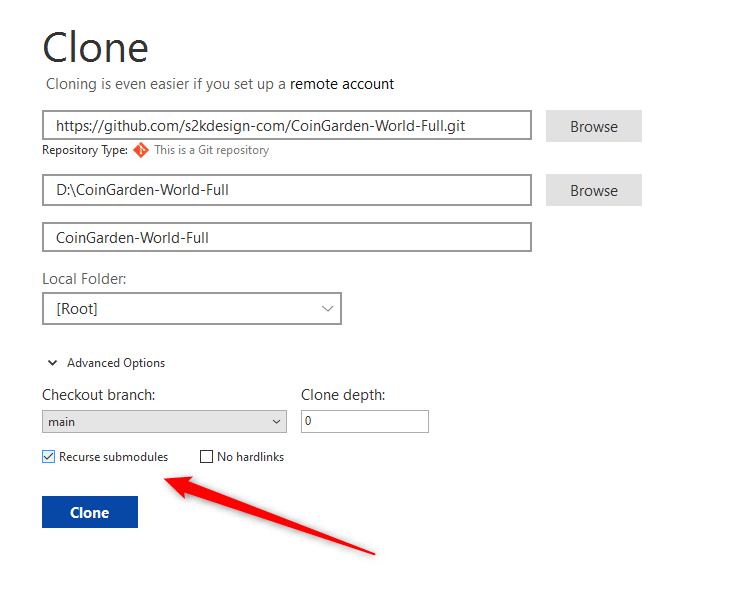 Clone
Cloning is even easier if you set up a remote account
https://github.com/s2kdesign-com/CoinGarden-World-Full.git
Browse
Repository Type: This is a Git repository
D:\CoinGarden-World-Full
Browse
CoinGarden-World-Full
Local Folder:
[Root]
Advanced Options
Checkout branch: Clone depth:
main 0
Recurse submodules No hardlinks
Clone